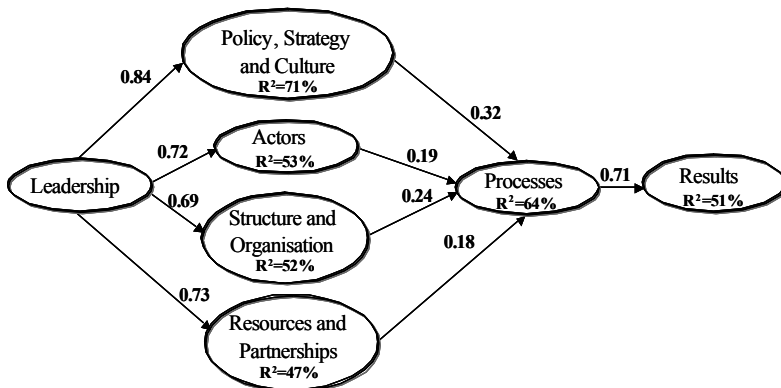 Policy, Strategy
and Culture
R²=71%
0.84
0.32
Actors
R²=53%
0.72
0.19
Leadership
0.69
Structure and
Organisation
R²=52%
0.24
Processes
R²=64%
0.71
Results
R²=51%
0.73
0.18
Resources and
Partnerships
R²=47%